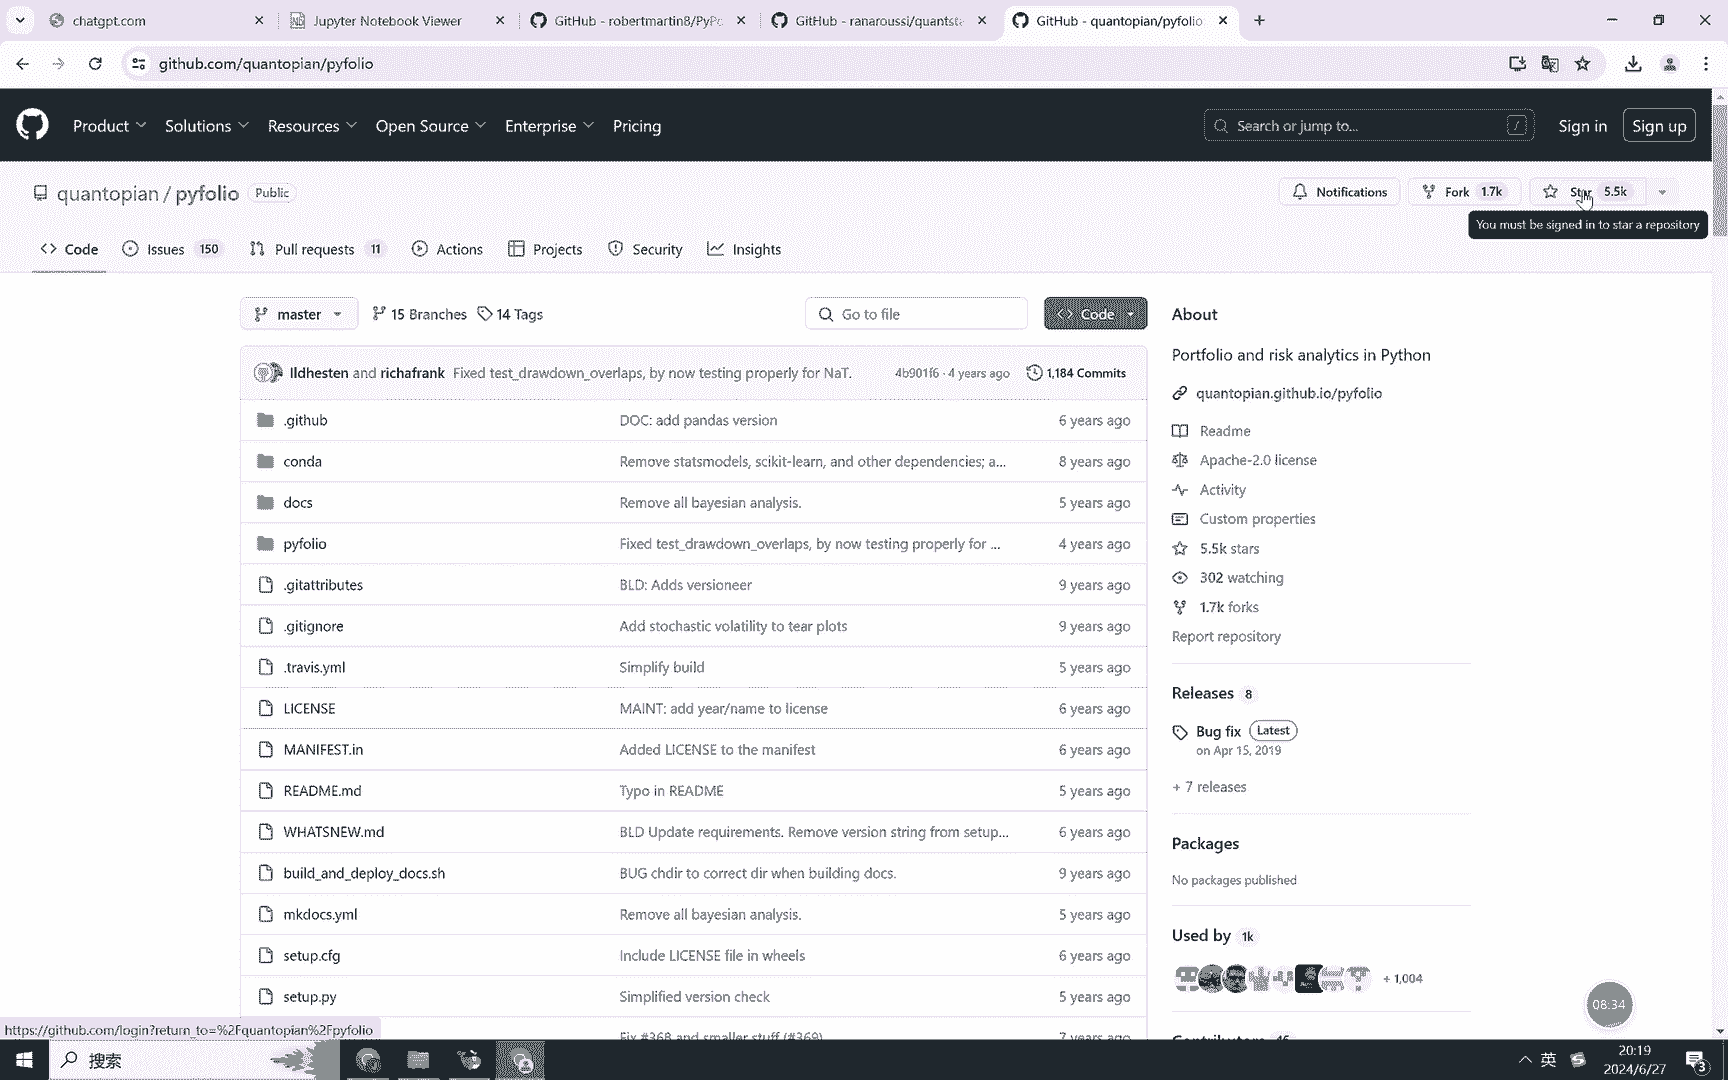 chatgpt.com
Jupyter Notebook Viewer
GitHub - robertmartin8/PyPo
GitHub - ranaroussi/quantsta
GitHub - quantopian/pyfolio
github.com/quantopian/pyfolio
Product Solutions Resources Open Source Enterprise Pricing
Search or jump to... /
Sign in Sign up
quantopian / pyfolio Public
Notifications Fork 1.7k Star 5.5k
You must be signed in to star a repository
Code Issues 150 Pull requests 11 Actions Projects Security Insights
master 15 Branches 14 Tags Go to file Code
lldhesten and richafrank Fixed test_drawdown_overlaps, by now testing properly for NaT. 4b901f6 · 4 years ago 1,184 Commits
.github DOC: add pandas version 6 years ago
conda Remove statsmodels, scikit-learn, and other dependencies; a... 8 years ago
docs Remove all bayesian analysis. 5 years ago
pyfolio Fixed test_drawdown_overlaps, by now testing properly for ... 4 years ago
.gitattributes BLD: Adds versioneer 9 years ago
.gitignore Add stochastic volatility to tear plots 9 years ago
.travis.yml Simplify build 5 years ago
LICENSE MAINT: add year/name to license 6 years ago
MANIFEST.in Added LICENSE to the manifest 6 years ago
README.md Typo in README 5 years ago
WHATSNEW.md BLD Update requirements. Remove version string from setup... 6 years ago
build_and_deploy_docs.sh BUG chdir to correct dir when building docs. 9 years ago
mkdocs.yml Remove all bayesian analysis. 5 years ago
setup.cfg Include LICENSE file in wheels 6 years ago
setup.py Simplified version check 5 years ago
Fix #368 and smaller stuff (#369) 7 years ago
About
Portfolio and risk analytics in Python
quantopian.github.io/pyfolio
Readme
Apache-2.0 license
Activity
Custom properties
5.5k stars
302 watching
1.7k forks
Report repository
Releases 8
Bug fix Latest
on Apr 15, 2019
+ 7 releases
Packages
No packages published
Used by 1k
+ 1,004
Contributors 46
08:34
https://github.com/login?return_to=%2Fquantopian%2Fpyfolio
搜索
英
20:19
2024/6/27
3